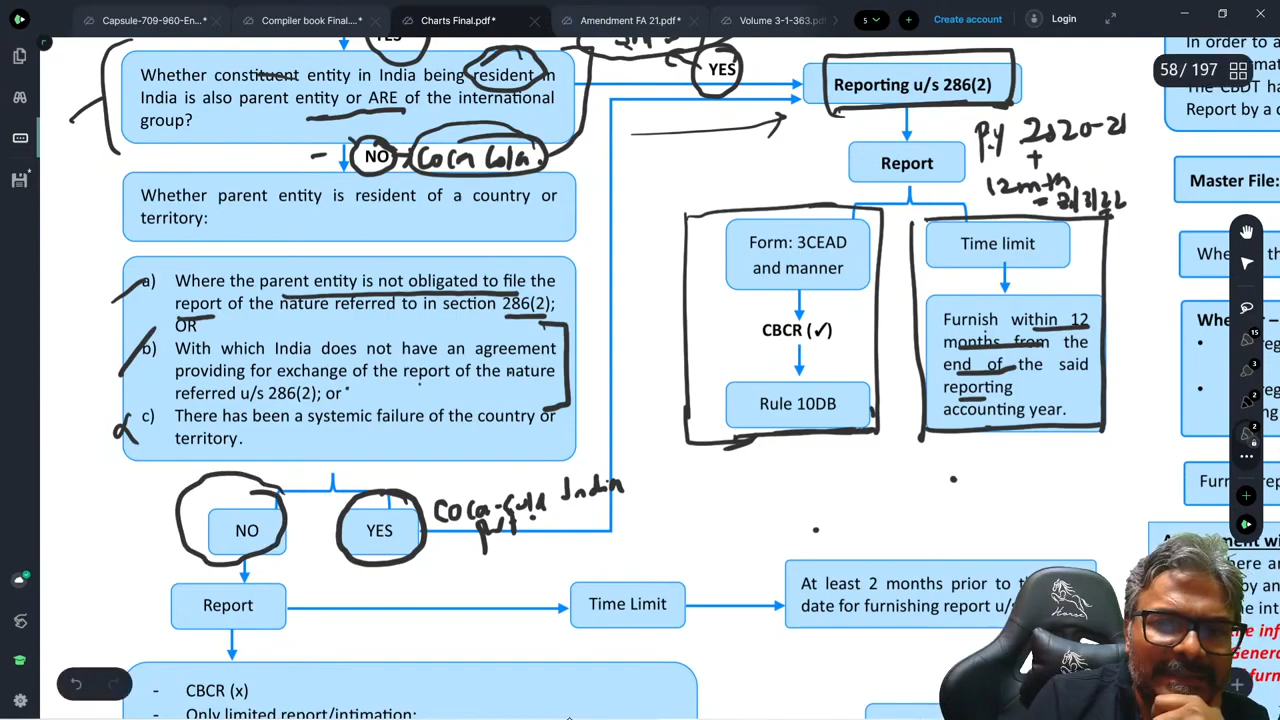 Capsule-709-960-En...*
Compiler book Final....*
Charts Final.pdf*
Amendment FA 21.pdf*
Volume 3-1-363.pdf
5
Create account
Login
58 / 197
YES
Whether constituent entity in India being resident in
India is also parent entity or ARE of the international
group?
YES
Reporting u/s 286(2)
In order to a
Report by a c
NO
Coca Cola.
P.Y 2020-21
+
12 mth
= 31/3/22
Report
Master File:
Whether parent entity is resident of a country or
territory:
Form: 3CEAD
and manner
CBCR (✓)
Rule 10DB
Time limit
Furnish within 12
months from the
end of the said
reporting
accounting year.
a) Where the parent entity is not obligated to file the
report of the nature referred to in section 286(2);
OR
b) With which India does not have an agreement
providing for exchange of the report of the nature
referred u/s 286(2); or
c) There has been a systemic failure of the country or
territory.
NO
YES
Coca-Cola India
Report
Time Limit
At least 2 months prior to
date for furnishing report u/s
- CBCR (x)
- Only limited report/intimation: